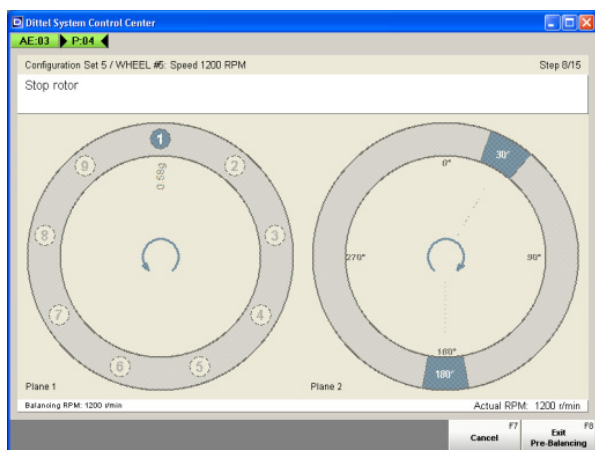 Dittel System Control Center
AE:03 P:04
Configuration Set 5 / WHEEL #5: Speed 1200 RPM Step 8/15
Stop rotor
1
2
3
4
5
6
7
8
9
0.58g
Plane 1
30°
0°
90°
180°
180°
270°
Plane 2
Balancing RPM: 1200 r/min Actual RPM: 1200 r/min
F7
Cancel
F8
Exit
Pre-Balancing